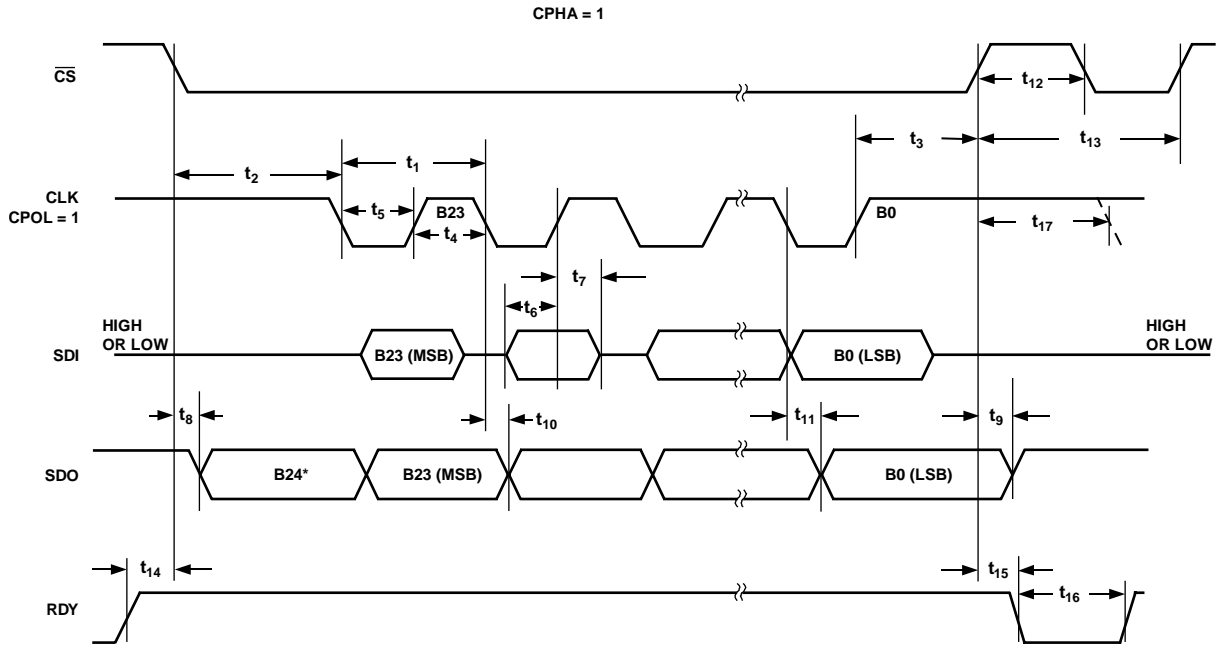 CPHA = 1
CS
t12
t3
t13
t1
t2
CLK
CPOL = 1
t5
B23
t4
B0
t17
t7
t6
HIGH
OR LOW
SDI
B23 (MSB)
B0 (LSB)
HIGH
OR LOW
t8
t10
t11
t9
SDO
B24*
B23 (MSB)
B0 (LSB)
t14
t15
t16
RDY